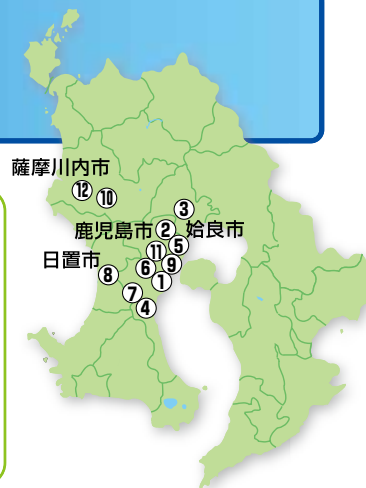 薩摩川内市
⑫ ⑩
③
鹿児島市 ② 姶良市
⑤
⑪
日置市 ⑧ ⑥ ⑨
①
⑦
④